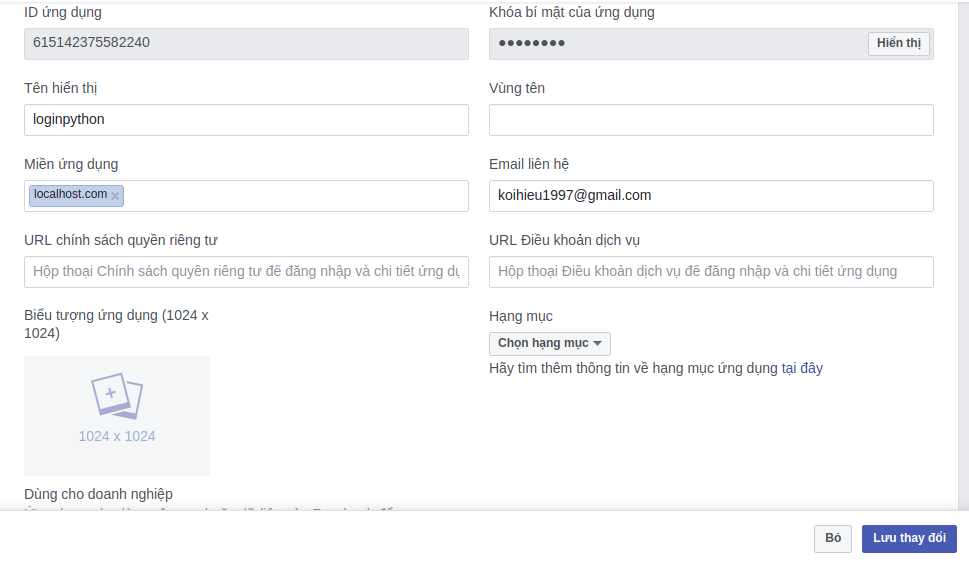 ID ứng dụng
Khóa bí mật của ứng dụng
615142375582240
●●●●●●●●
Hiển thị
Tên hiển thị
Vùng tên
loginpython
Miền ứng dụng
Email liên hệ
localhost.com ×
koihieu1997@gmail.com
URL chính sách quyền riêng tư
URL Điều khoản dịch vụ
Hộp thoại Chính sách quyền riêng tư để đăng nhập và chi tiết ứng dụ
Hộp thoại Điều khoản dịch vụ để đăng nhập và chi tiết ứng dụng
Biểu tượng ứng dụng (1024 x
1024)
Hạng mục
Chọn hạng mục
Hãy tìm thêm thông tin về hạng mục ứng dụng tại đây
1024 x 1024
Dùng cho doanh nghiệp
Bỏ
Lưu thay đổi